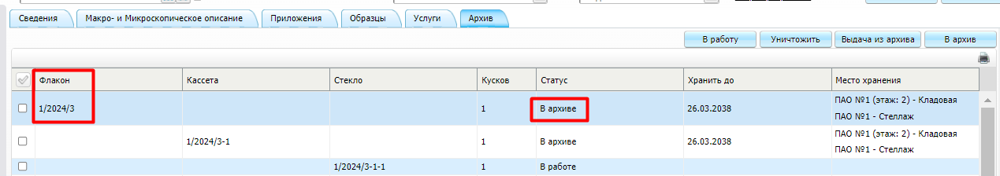 Сведения Макро- и Микроскопическое описание Приложения Образцы Услуги Архив
В работу Уничтожить Выдача из архива В архив
Флакон Кассета Стекло Кусков Статус Хранить до Место хранения
1/2024/3 1 В архиве 26.03.2038 ПАО №1 (этаж: 2) - Кладовая
ПАО №1 - Стеллаж
1/2024/3-1 1 В архиве 26.03.2038 ПАО №1 (этаж: 2) - Кладовая
ПАО №1 - Стеллаж
1/2024/3-1-1 1 В работе